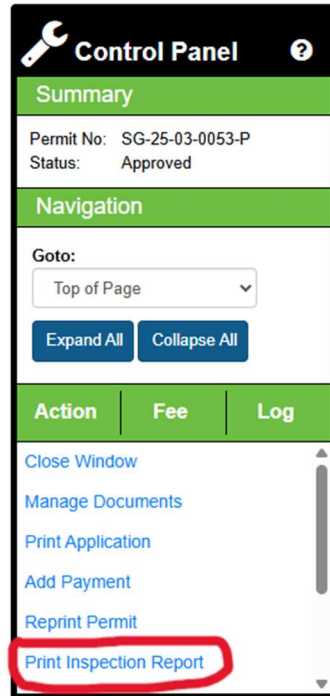 Control Panel ?
Summary
Permit No: SG-25-03-0053-P
Status: Approved
Navigation
Goto:
Top of Page
Expand All Collapse All
Action Fee Log
Close Window
Manage Documents
Print Application
Add Payment
Reprint Permit
Print Inspection Report